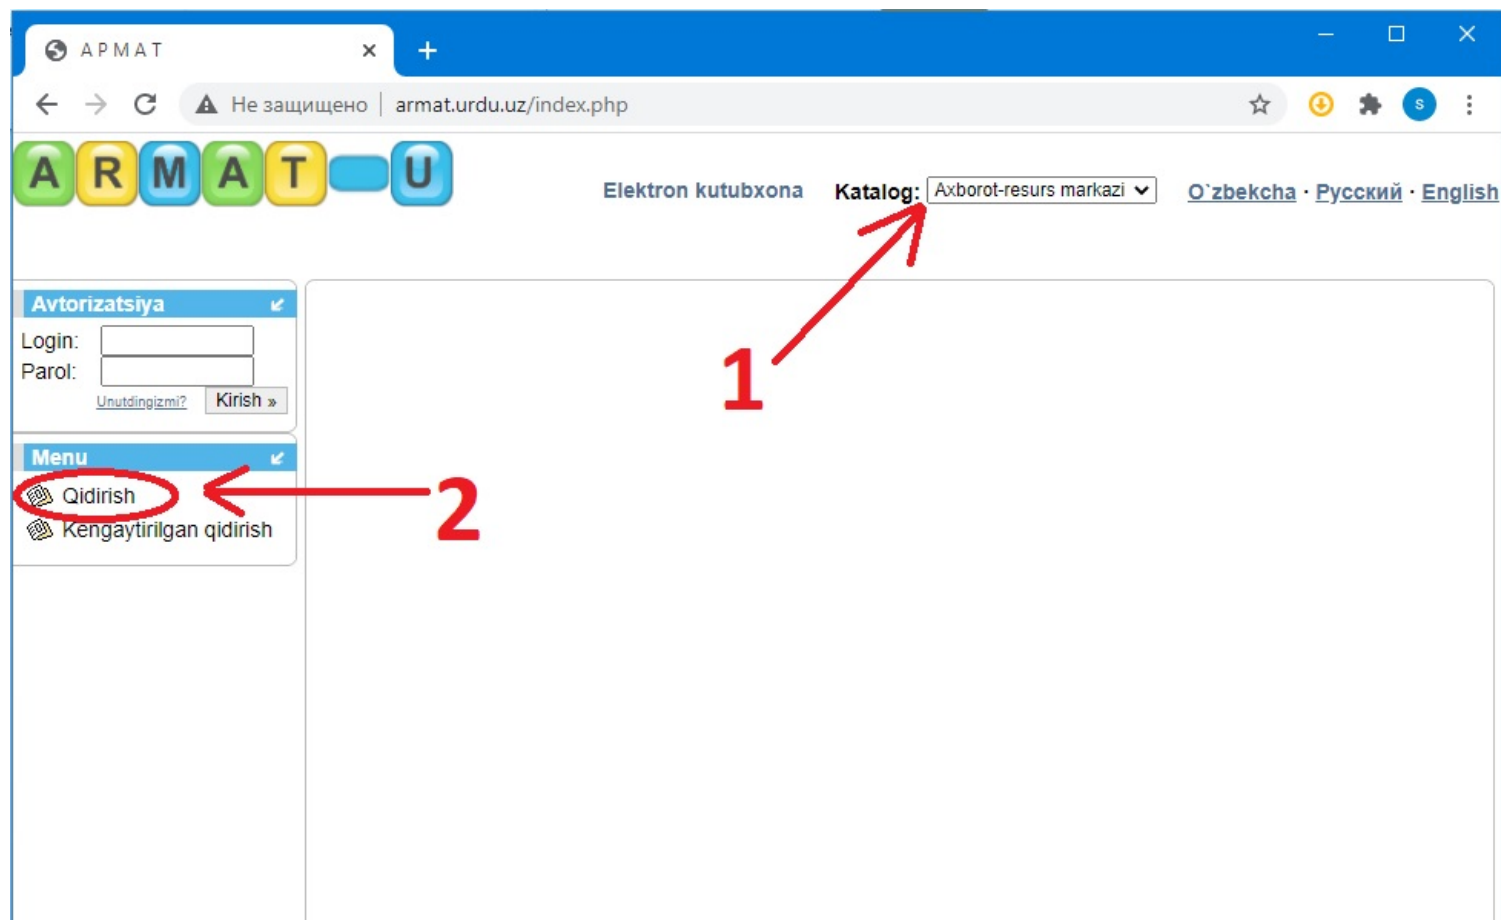 АРМАТ
Не защищено | armat.urdu.uz/index.php
S
ARMAT-U
Elektron kutubxona Katalog: Axborot-resurs markazi O`zbekcha · Русский · English
Avtorizatsiya
Login:
Parol:
Unutdingizmi? Kirish »
1
Menu
Qidirish
2
Kengaytirilgan qidirish